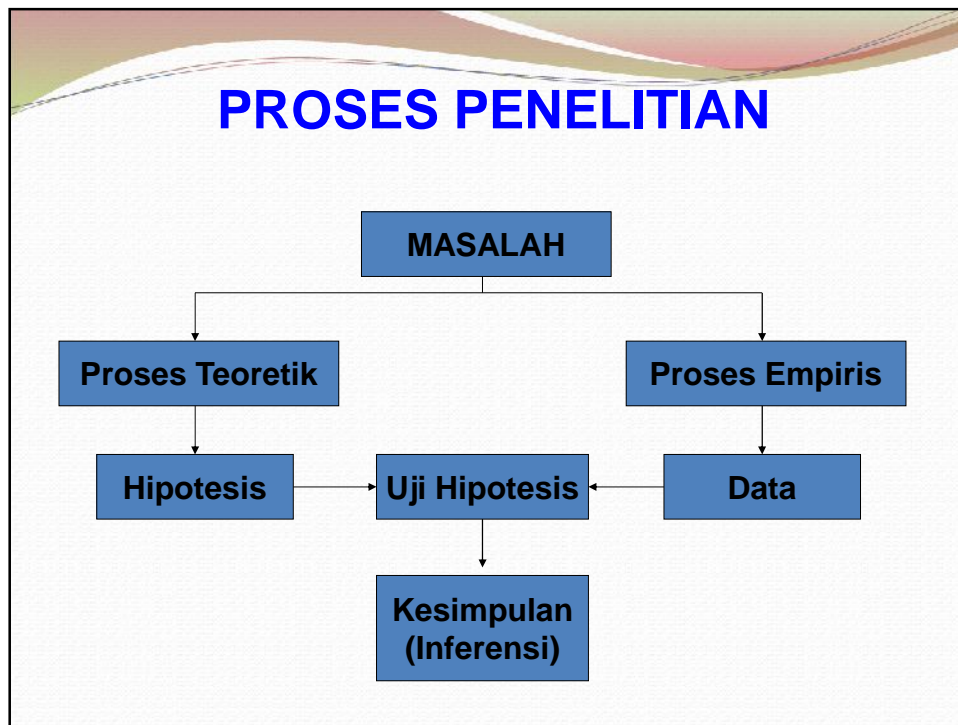 PROSES PENELITIAN
MASALAH
Proses Teoretik
Proses Empiris
Hipotesis
Uji Hipotesis
Data
Kesimpulan
(Inferensi)